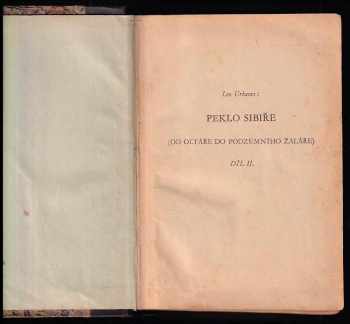 Leo Urbanec:
PEKLO SIBIŘE
(OD OLTÁŘE DO PODZEMNÍHO ŽALÁŘE)
DÍL II.